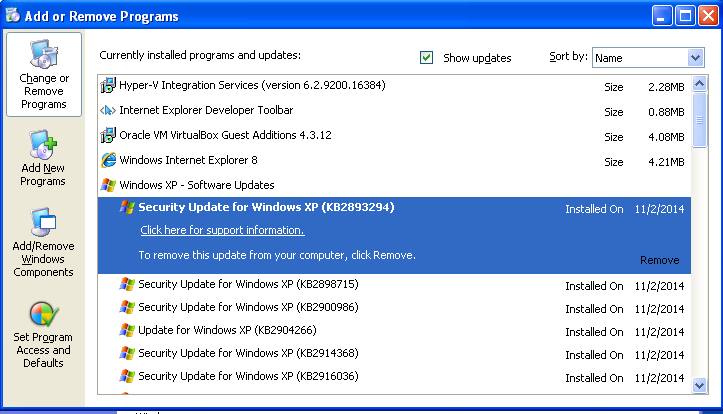 Add or Remove Programs
Change or
Remove
Programs
Add New
Programs
Add/Remove
Windows
Components
Set Program
Access and
Defaults
Currently installed programs and updates:
Show updates
Sort by: Name
Hyper-V Integration Services (version 6.2.9200.16384) Size 2.28MB
Internet Explorer Developer Toolbar Size 0.88MB
Oracle VM VirtualBox Guest Additions 4.3.12 Size 4.08MB
Windows Internet Explorer 8 Size 4.21MB
Windows XP - Software Updates
Security Update for Windows XP (KB2893294) Installed On 11/2/2014
Click here for support information.
To remove this update from your computer, click Remove.
Remove
Security Update for Windows XP (KB2898715) Installed On 11/2/2014
Security Update for Windows XP (KB2900986) Installed On 11/2/2014
Update for Windows XP (KB2904266) Installed On 11/2/2014
Security Update for Windows XP (KB2914368) Installed On 11/2/2014
Security Update for Windows XP (KB2916036) Installed On 11/2/2014